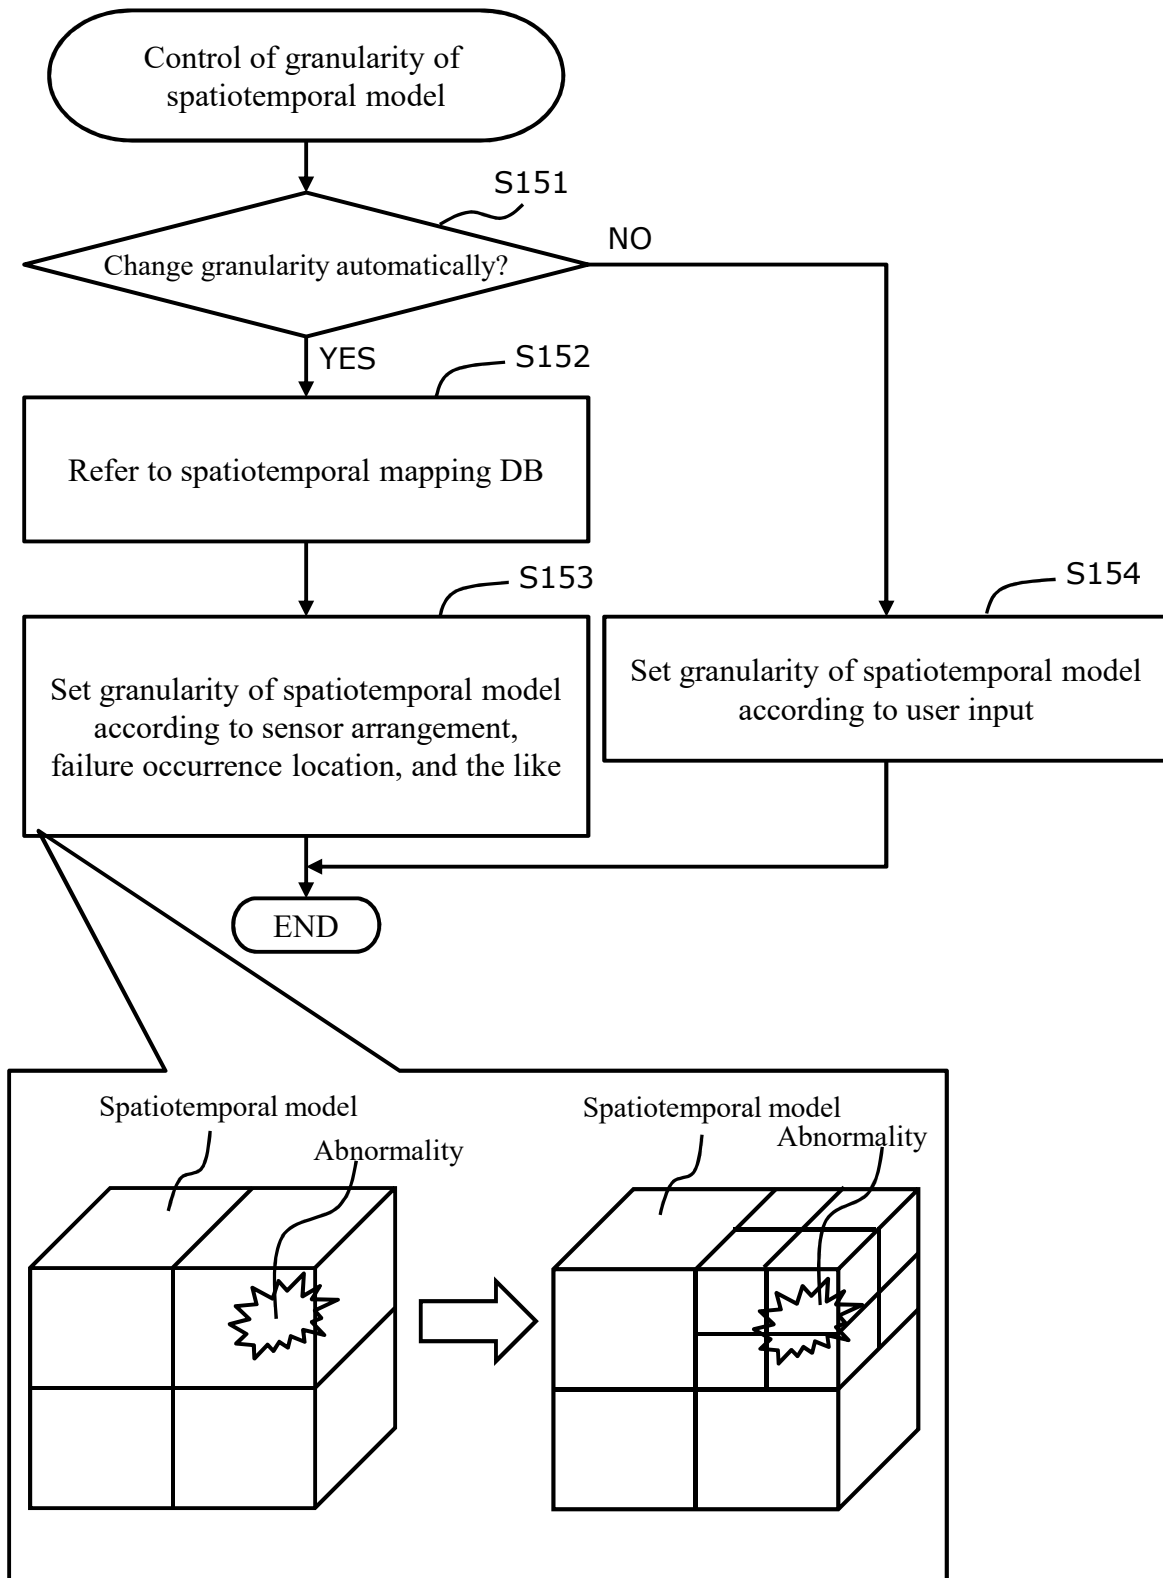 Control of granularity of
spatiotemporal model
S151
Change granularity automatically?
NO
YES
S152
Refer to spatiotemporal mapping DB
S153
Set granularity of spatiotemporal model
according to sensor arrangement,
failure occurrence location, and the like
S154
Set granularity of spatiotemporal model
according to user input
END
Spatiotemporal model
Abnormality
Spatiotemporal model
Abnormality